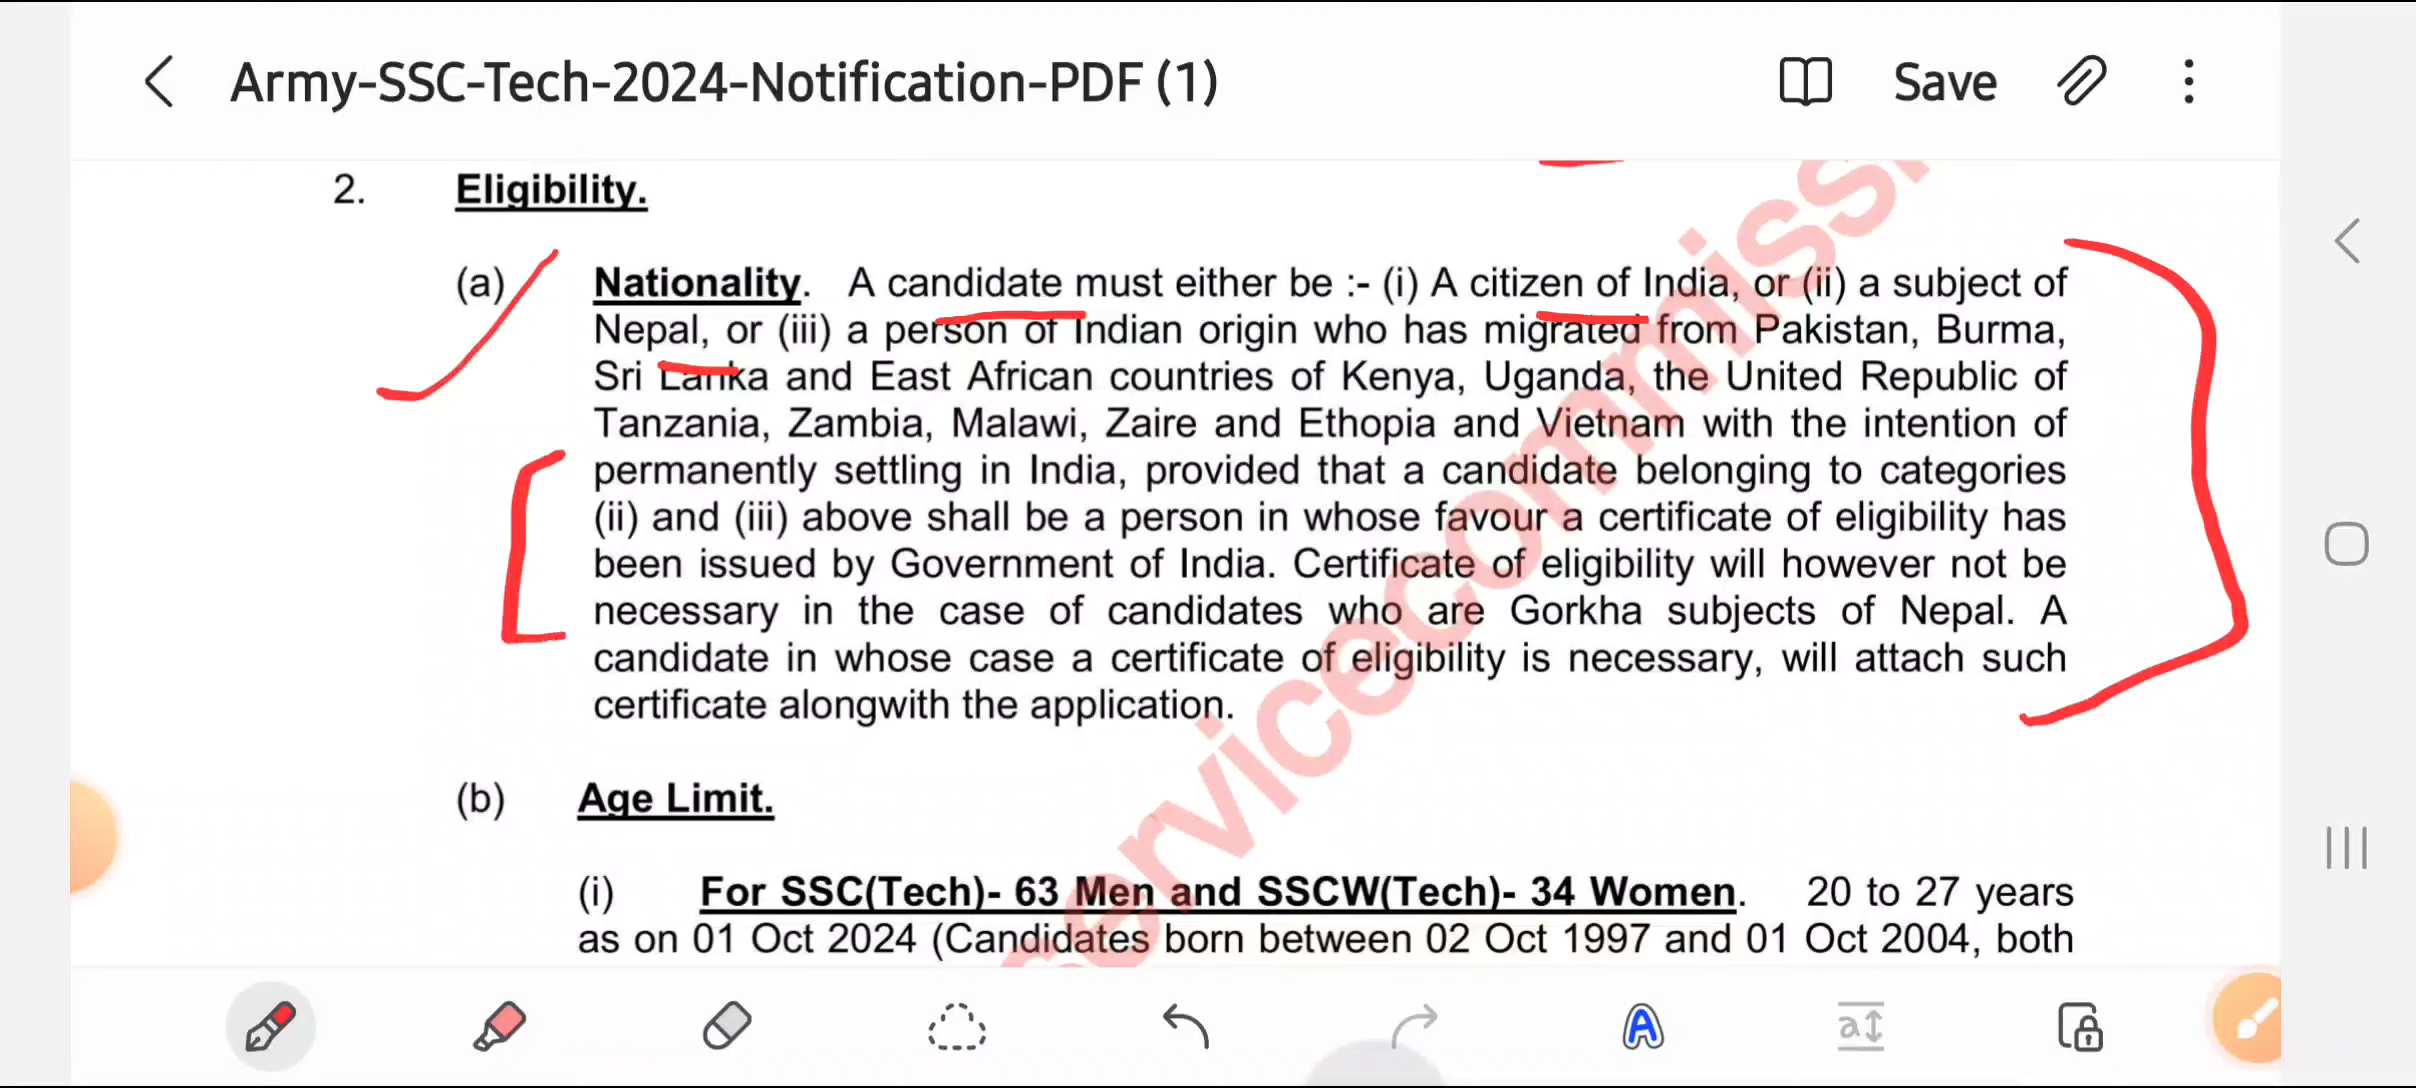 Army-SSC-Tech-2024-Notification-PDF (1)
Save
2. Eligibility.
(a) Nationality. A candidate must either be :- (i) A citizen of India, or (ii) a subject of
Nepal, or (iii) a person of Indian origin who has migrated from Pakistan, Burma,
Sri Lanka and East African countries of Kenya, Uganda, the United Republic of
Tanzania, Zambia, Malawi, Zaire and Ethopia and Vietnam with the intention of
permanently settling in India, provided that a candidate belonging to categories
(ii) and (iii) above shall be a person in whose favour a certificate of eligibility has
been issued by Government of India. Certificate of eligibility will however not be
necessary in the case of candidates who are Gorkha subjects of Nepal. A
candidate in whose case a certificate of eligibility is necessary, will attach such
certificate alongwith the application.
(b) Age Limit.
(i) For SSC(Tech)- 63 Men and SSCW(Tech)- 34 Women. 20 to 27 years
as on 01 Oct 2024 (Candidates born between 02 Oct 1997 and 01 Oct 2004, both
servicecommiss
A
a